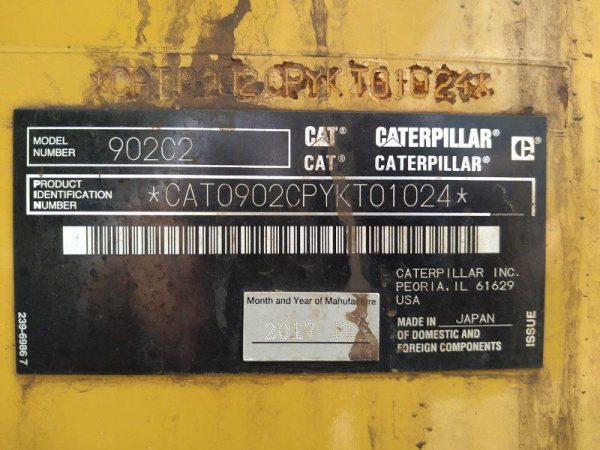 *CAT0902CPYKT01024*
MODEL NUMBER 902C2
CAT® CATERPILLAR®
CAT® CATERPILLAR®
PRODUCT IDENTIFICATION NUMBER *CAT0902CPYKT01024*
CATERPILLAR INC.
PEORIA, IL 61629
USA
Month and Year of Manufacture
2017
MADE IN JAPAN
OF DOMESTIC AND
FOREIGN COMPONENTS
ISSUE
239-6986 7